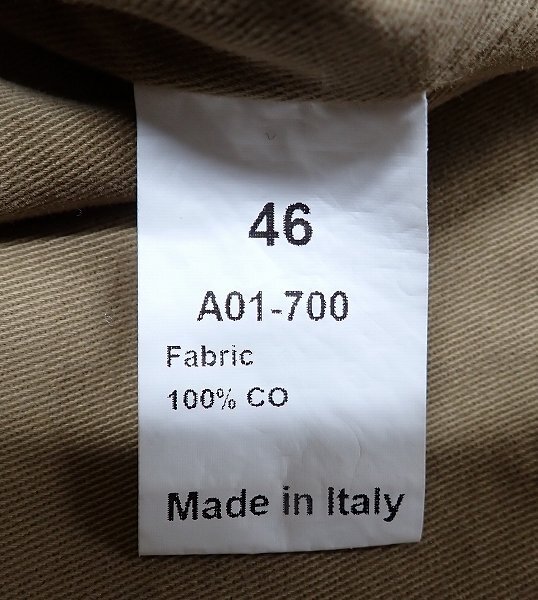 46
A01-700
Fabric
100% CO
Made in Italy